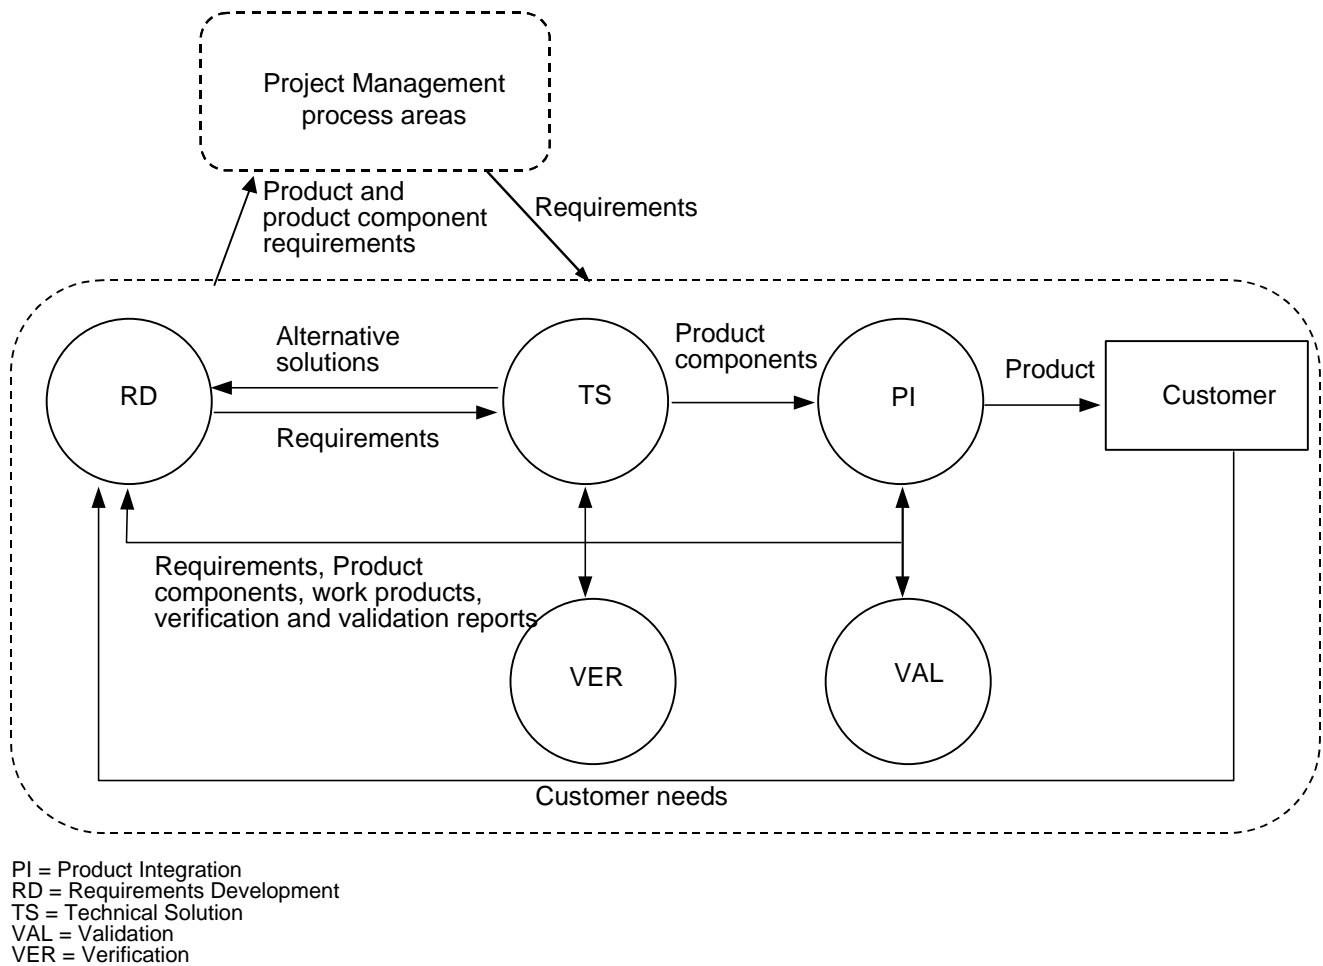 Project Management
process areas
Product and
product component
requirements
Requirements
Alternative
solutions
Product
components
Product
RD
TS
PI
Customer
Requirements
Requirements, Product
components, work products,
verification and validation reports
VER
VAL
Customer needs
PI = Product Integration
RD = Requirements Development
TS = Technical Solution
VAL = Validation
VER = Verification